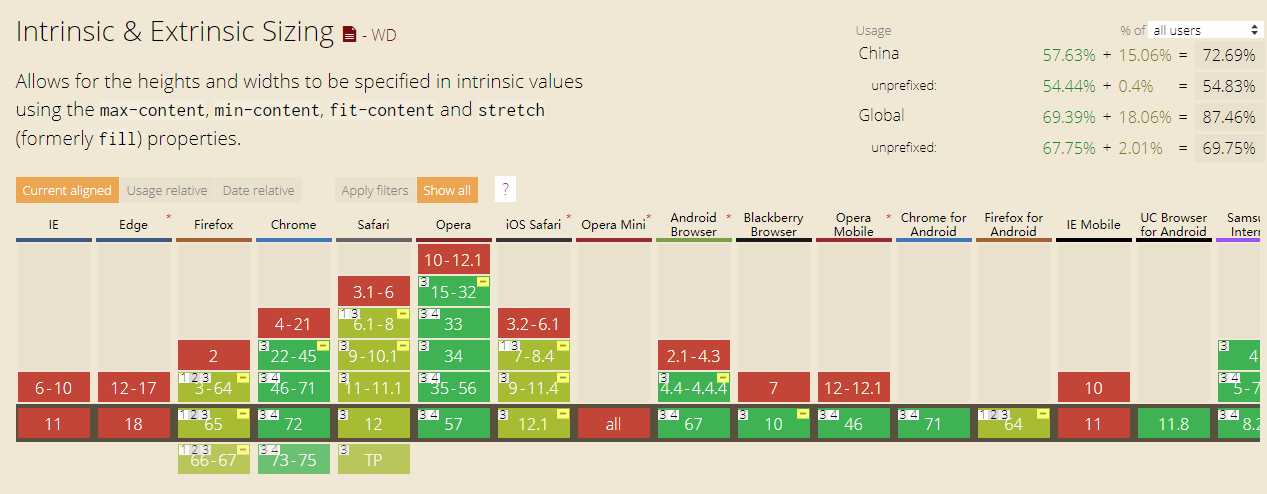 Intrinsic & Extrinsic Sizing - WD
Allows for the heights and widths to be specified in intrinsic values
using the max-content, min-content, fit-content and stretch
(formerly fill) properties.
Usage % of all users
China 57.63% + 15.06% = 72.69%
unprefixed: 54.44% + 0.4% = 54.83%
Global 69.39% + 18.06% = 87.46%
unprefixed: 67.75% + 2.01% = 69.75%
Current aligned Usage relative Date relative Apply filters Show all ?
IE Edge * Firefox Chrome Safari Opera iOS Safari * Opera Mini * Android Browser * Blackberry Browser Opera Mobile * Chrome for Android Firefox for Android IE Mobile UC Browser for Android
10-12.1
3.1-6 3 15-32
4-21 1 3 6.1-8 3 4 33 3.2-6.1
2 3 22-45 3 9-10.1 3 34 1 3 7-8.4 2.1-4.3 3 4
6-10 12-17 1 2 3 3-64 3 4 46-71 3 11-11.1 3 4 35-56 3 9-11.4 3 4.4-4.4.4 7 12-12.1 10 3 4 5-7
11 18 1 2 3 65 3 4 72 3 12 3 4 57 3 12.1 all 3 4 67 3 10 3 4 46 3 4 71 1 2 3 64 11 11.8 3 4 8.2
1 2 3 66-67 3 4 73-75 3 TP